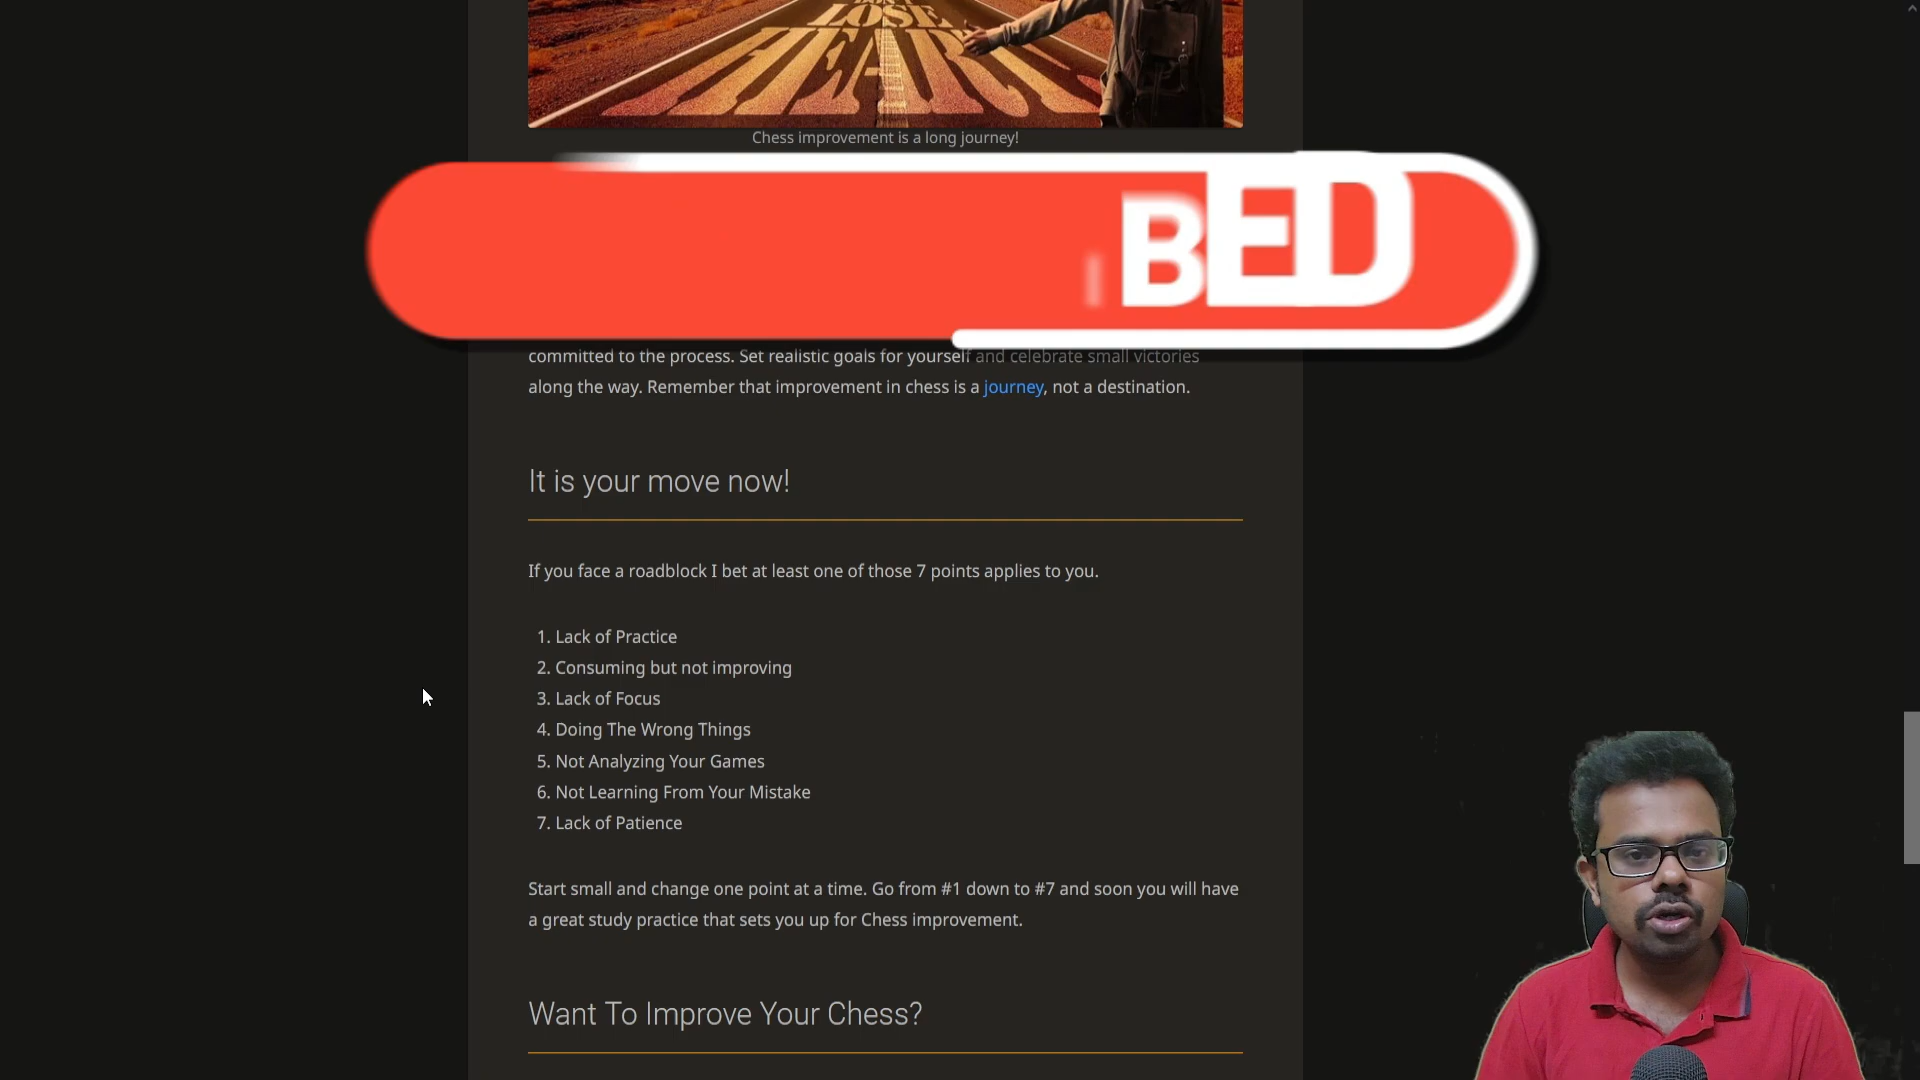 LOSE
HEART
Chess improvement is a long journey!
BED
committed to the process. Set realistic goals for yourself and celebrate small victories
along the way. Remember that improvement in chess is a journey, not a destination.
It is your move now!
If you face a roadblock I bet at least one of those 7 points applies to you.
1. Lack of Practice
2. Consuming but not improving
3. Lack of Focus
4. Doing The Wrong Things
5. Not Analyzing Your Games
6. Not Learning From Your Mistake
7. Lack of Patience
Start small and change one point at a time. Go from #1 down to #7 and soon you will have
a great study practice that sets you up for Chess improvement.
Want To Improve Your Chess?